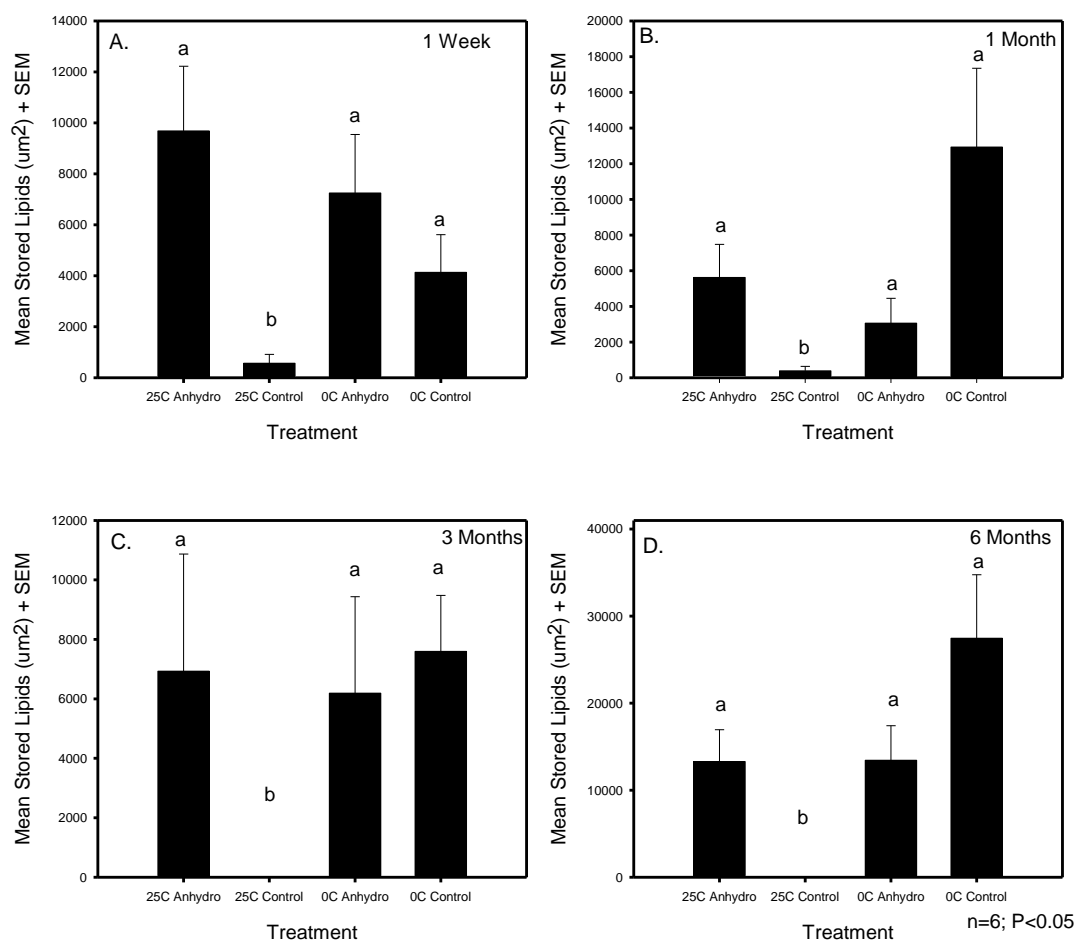 A.
1 Week
Mean Stored Lipids (um2) + SEM
14000
12000
10000
8000
6000
4000
2000
0
a
b
a
a
25C Anhydro 25C Control 0C Anhydro 0C Control
Treatment
B.
1 Month
Mean Stored Lipids (um2) + SEM
20000
18000
16000
14000
12000
10000
8000
6000
4000
2000
0
a
b
a
a
25C Anhydro 25C Control 0C Anhydro 0C Control
Treatment
C.
3 Months
Mean Stored Lipids (um2) + SEM
12000
10000
8000
6000
4000
2000
0
a
b
a
a
25C Anhydro 25C Control 0C Anhydro 0C Control
Treatment
D.
6 Months
Mean Stored Lipids (um2) + SEM
40000
30000
20000
10000
0
a
b
a
a
25C Anhydro 25C Control 0C Anhydro 0C Control
Treatment
n=6; P<0.05